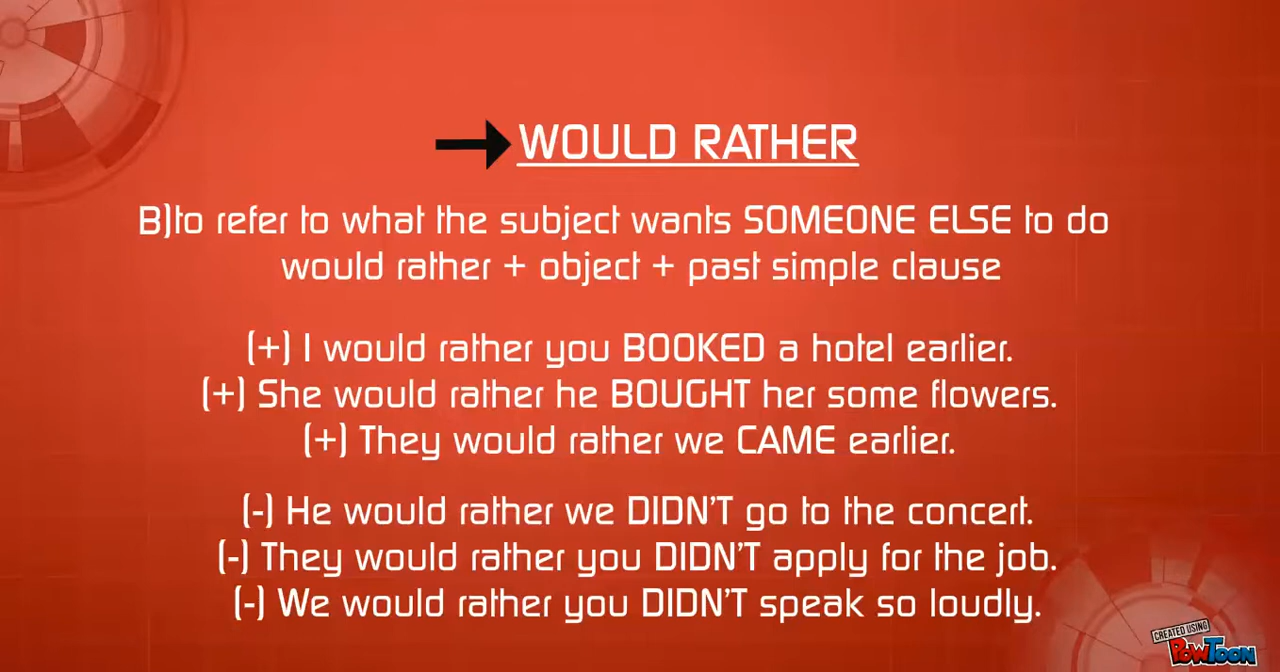 WOULD RATHER
B)to refer to what the subject wants SOMEONE ELSE to do
would rather + object + past simple clause
(+) I would rather you BOOKED a hotel earlier.
(+) She would rather he BOUGHT her some flowers.
(+) They would rather we CAME earlier.
(-) He would rather we DIDN'T go to the concert.
(-) They would rather you DIDN'T apply for the job.
(-) We would rather you DIDN'T speak so loudly.
CREATED USING
POWTOON